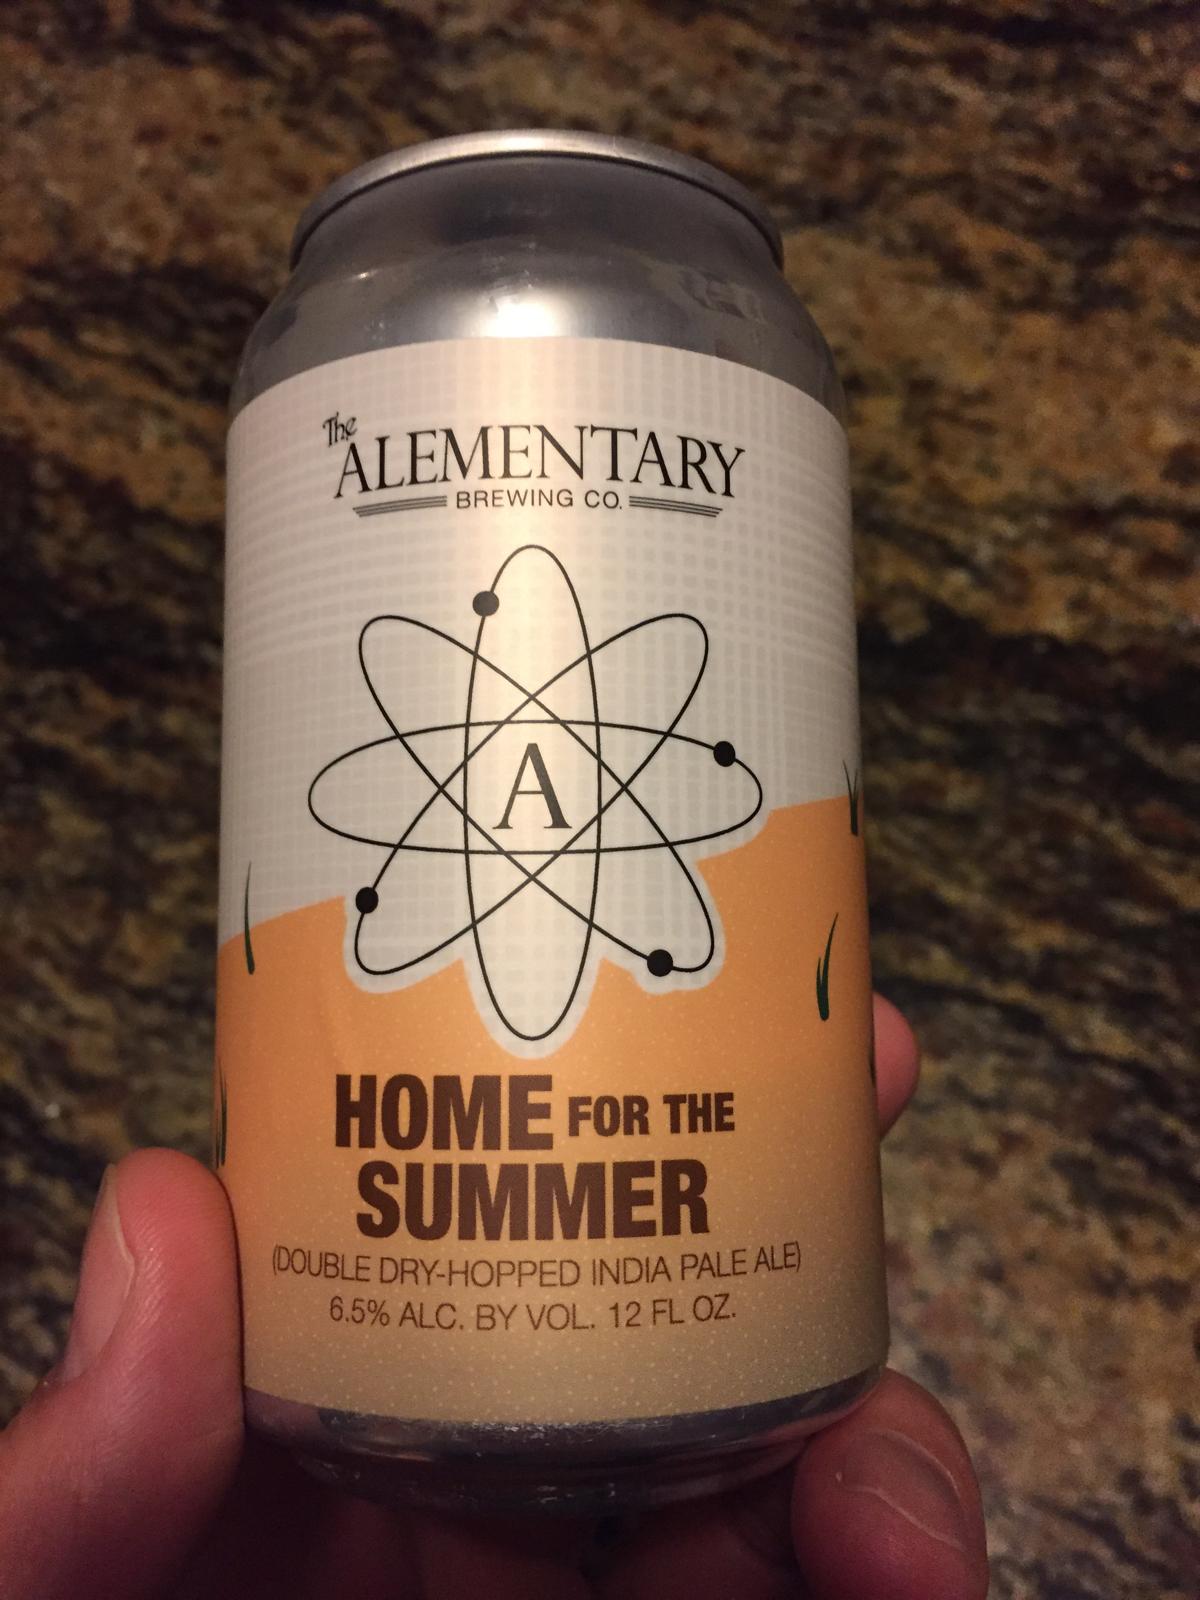 The
ALEMENTARY
BREWING CO.
A
HOME FOR THE
SUMMER
(DOUBLE DRY-HOPPED INDIA PALE ALE)
6.5% ALC. BY VOL. 12 FL OZ.